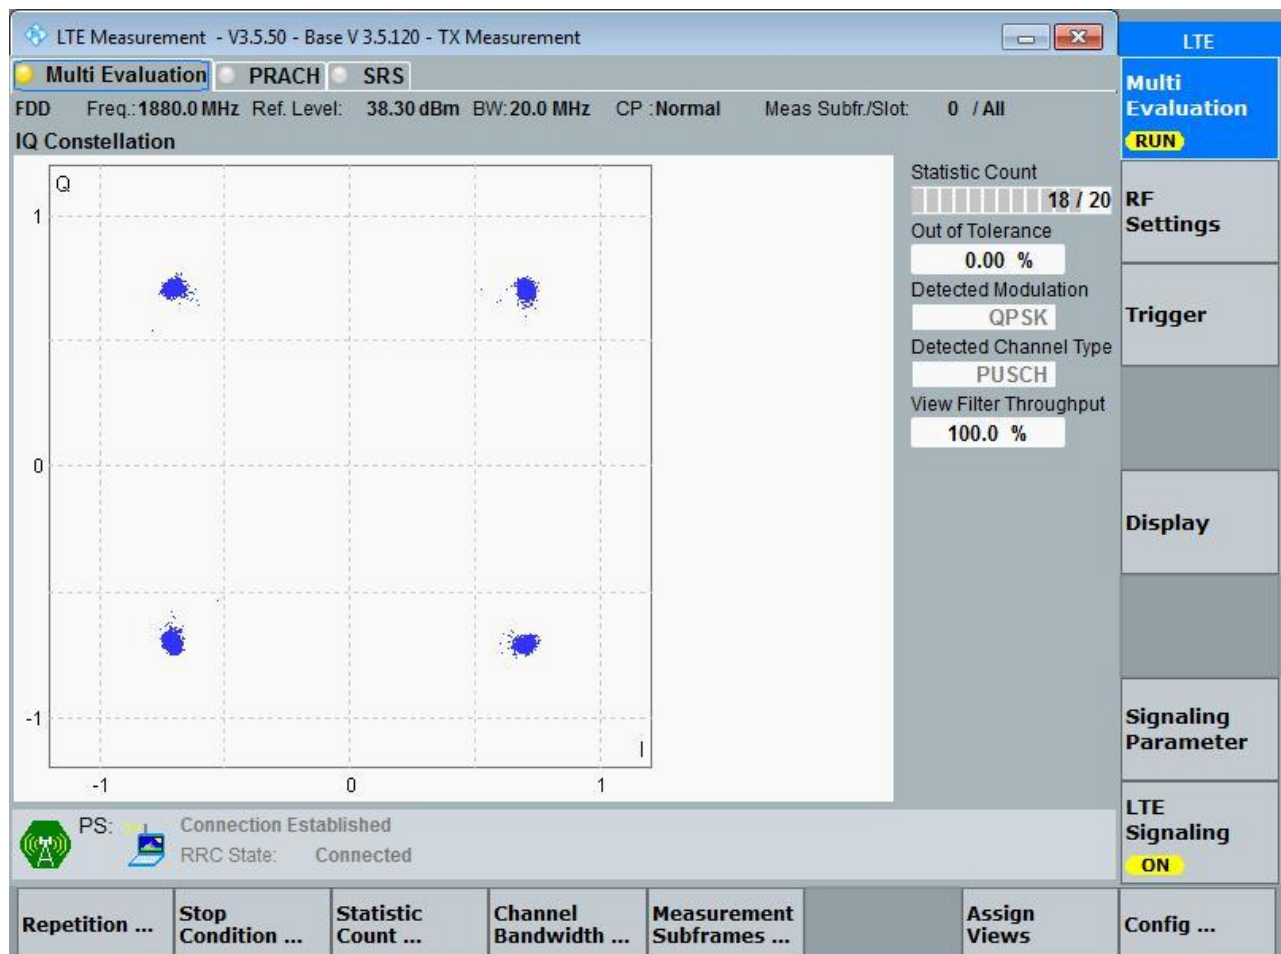 LTE Measurement - V3.5.50 - Base V 3.5.120 - TX Measurement
LTE
Multi Evaluation PRACH SRS
FDD Freq.:1880.0 MHz Ref. Level: 38.30 dBm BW:20.0 MHz CP :Normal Meas Subfr./Slot: 0 / All
IQ Constellation
Q
1
0
-1
I
-1 0 1
Statistic Count
18 / 20
Out of Tolerance
0.00 %
Detected Modulation
QPSK
Detected Channel Type
PUSCH
View Filter Throughput
100.0 %
Multi
Evaluation
RUN
RF
Settings
Trigger
Display
Signaling
Parameter
LTE
Signaling
ON
PS: Connection Established
RRC State: Connected
Repetition ...
Stop
Condition ...
Statistic
Count ...
Channel
Bandwidth ...
Measurement
Subframes ...
Assign
Views
Config ...